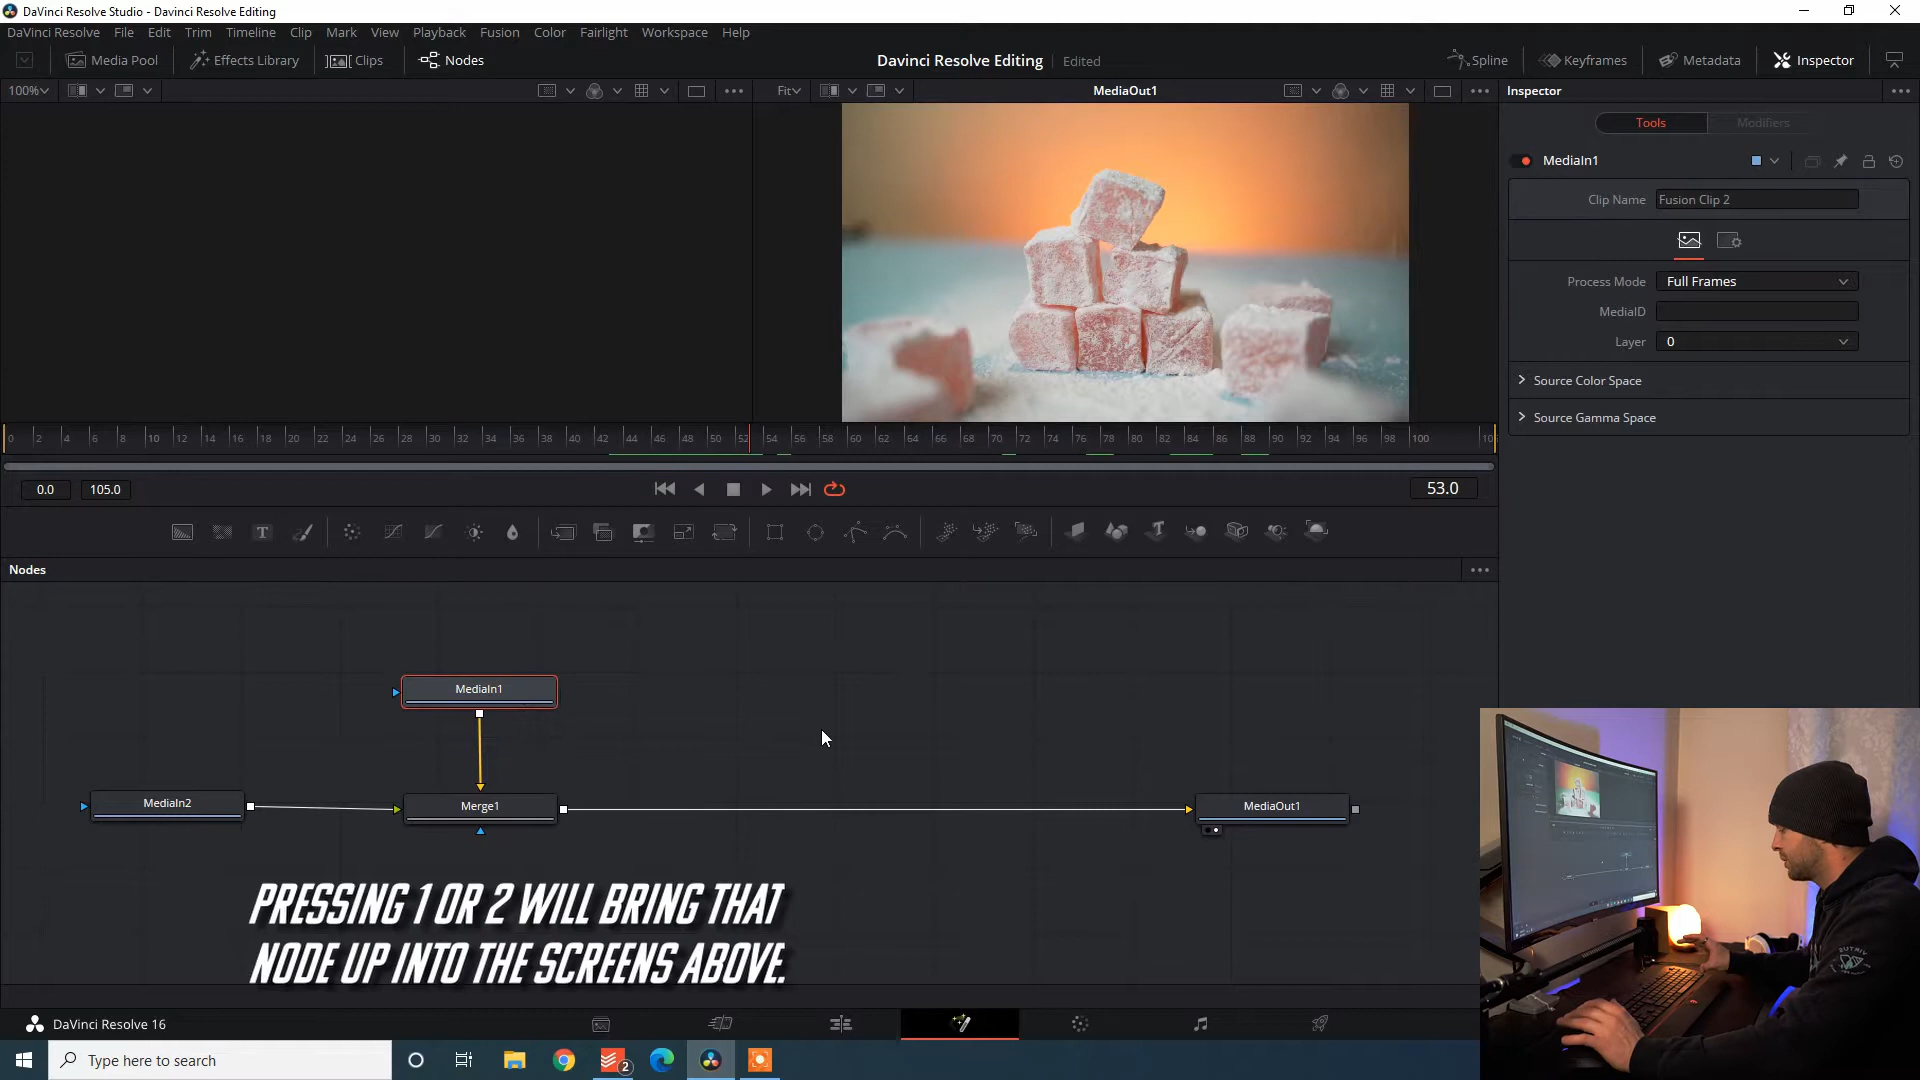 DaVinci Resolve Studio - Davinci Resolve Editing
DaVinci Resolve File Edit Trim Timeline Clip Mark View Playback Fusion Color Fairlight Workspace Help
Media Pool Effects Library Clips Nodes Davinci Resolve Editing Edited Spline Keyframes Metadata Inspector
100% Fit MediaOut1 Inspector
Tools Modifiers
MediaIn1
Clip Name Fusion Clip 2
Process Mode Full Frames
MediaID
Layer 0
Source Color Space
Source Gamma Space
0 2 4 6 8 10 12 14 16 18 20 22 24 26 28 30 32 34 36 38 40 42 44 46 48 50 52 54 56 58 60 62 64 66 68 70 72 74 76 78 80 82 84 86 88 90 92 94 96 98 100
0.0 105.0 53.0
Nodes
MediaIn1
MediaIn2 Merge1 MediaOut1
PRESSING 1 OR 2 WILL BRING THAT
NODE UP INTO THE SCREENS ABOVE.
DaVinci Resolve 16
Type here to search 2